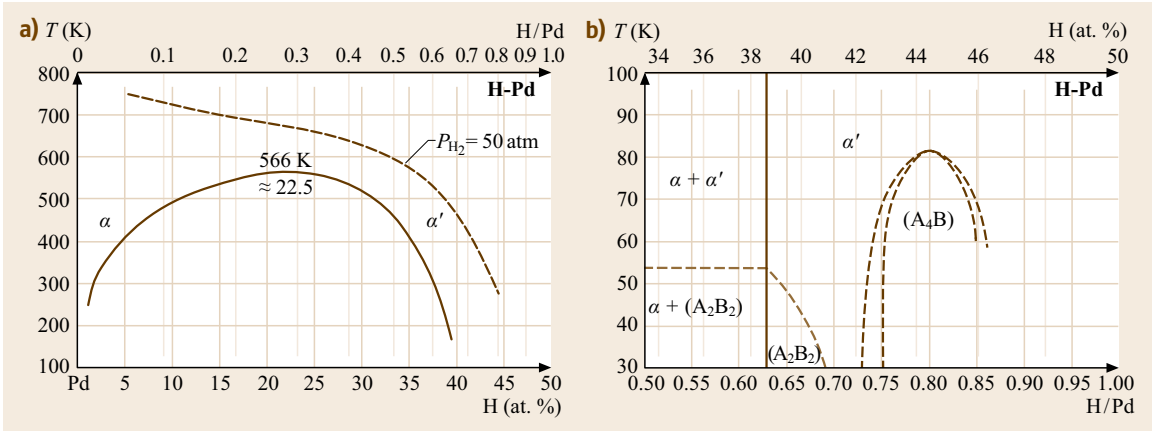 a) T (K) H/Pd
0 0.1 0.2 0.3 0.4 0.5 0.6 0.7 0.8 0.9 1.0
800
H-Pd
700
P_H2 = 50 atm
600
566 K
≈ 22.5
500
α α′
400
300
200
100
Pd 5 10 15 20 25 30 35 40 45 50
H (at. %)
b) T (K) H (at. %)
34 36 38 40 42 43 44 46 48 50
100
H-Pd
90
α′
80
α + α′
70
(A₄B)
60
50
α + (A₂B₂)
40
(A₂B₂)
30
0.50 0.55 0.60 0.65 0.70 0.75 0.80 0.85 0.90 0.95 1.00
H/Pd